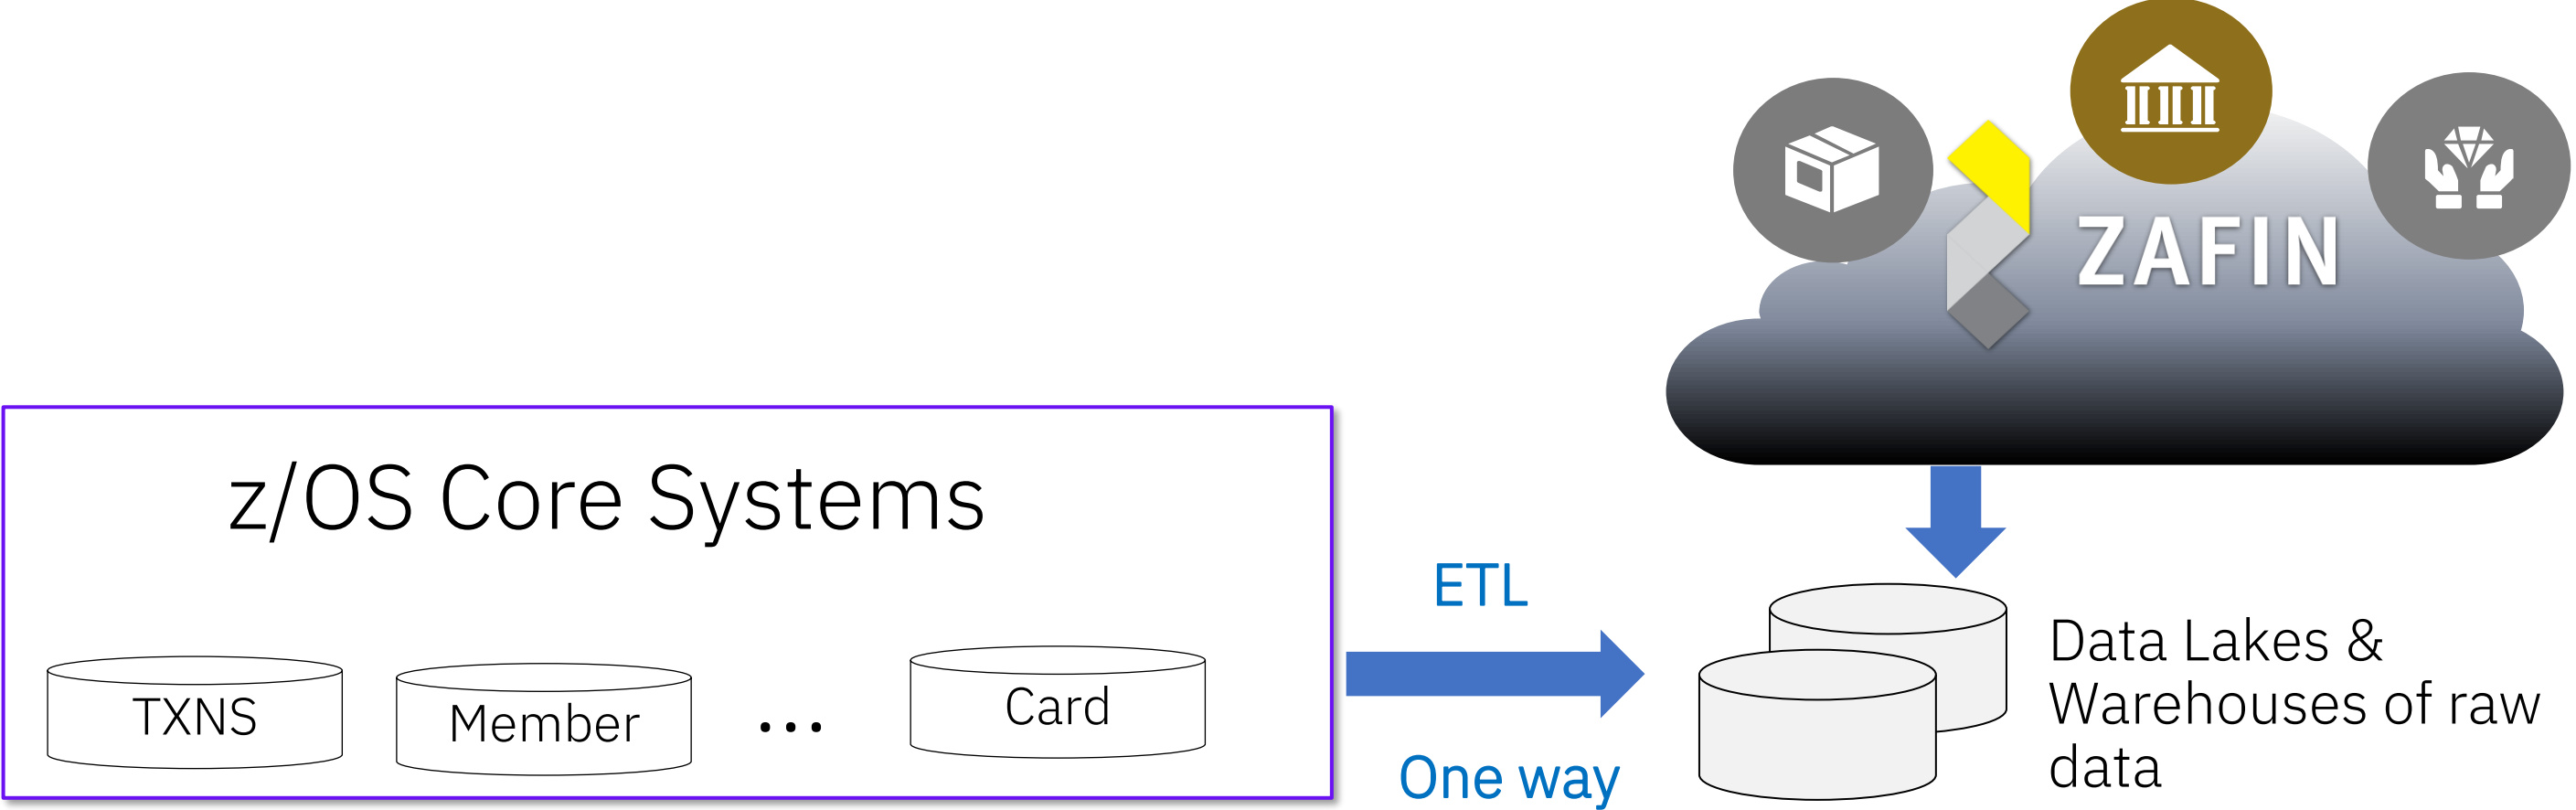 ZAFIN
z/OS Core Systems
TXNS
Member
...
Card
ETL
One way
Data Lakes &
Warehouses of raw
data